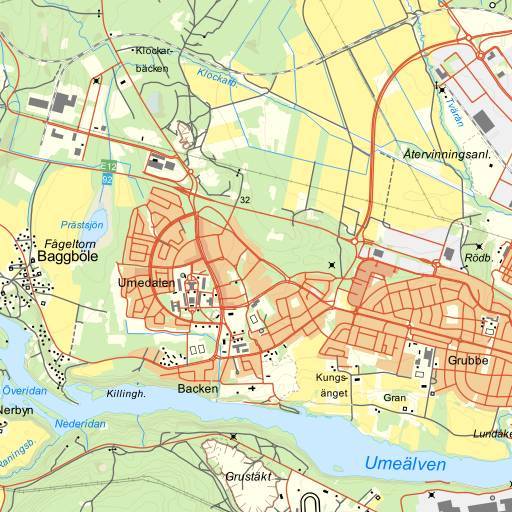 Klockar-
bäcken
Klockarb.
Tvärån
Återvinningsanl.
E12
92
32
Prästsjön
Fågeltorn
Baggböle
Rödb.
Umedalen
Grubbe
Kungs-
änget
Backen
Killingh.
Gran
Överidan
Nerbyn
Nederidan
Lundåke
Raningsb.
Umeälven
Grustäkt